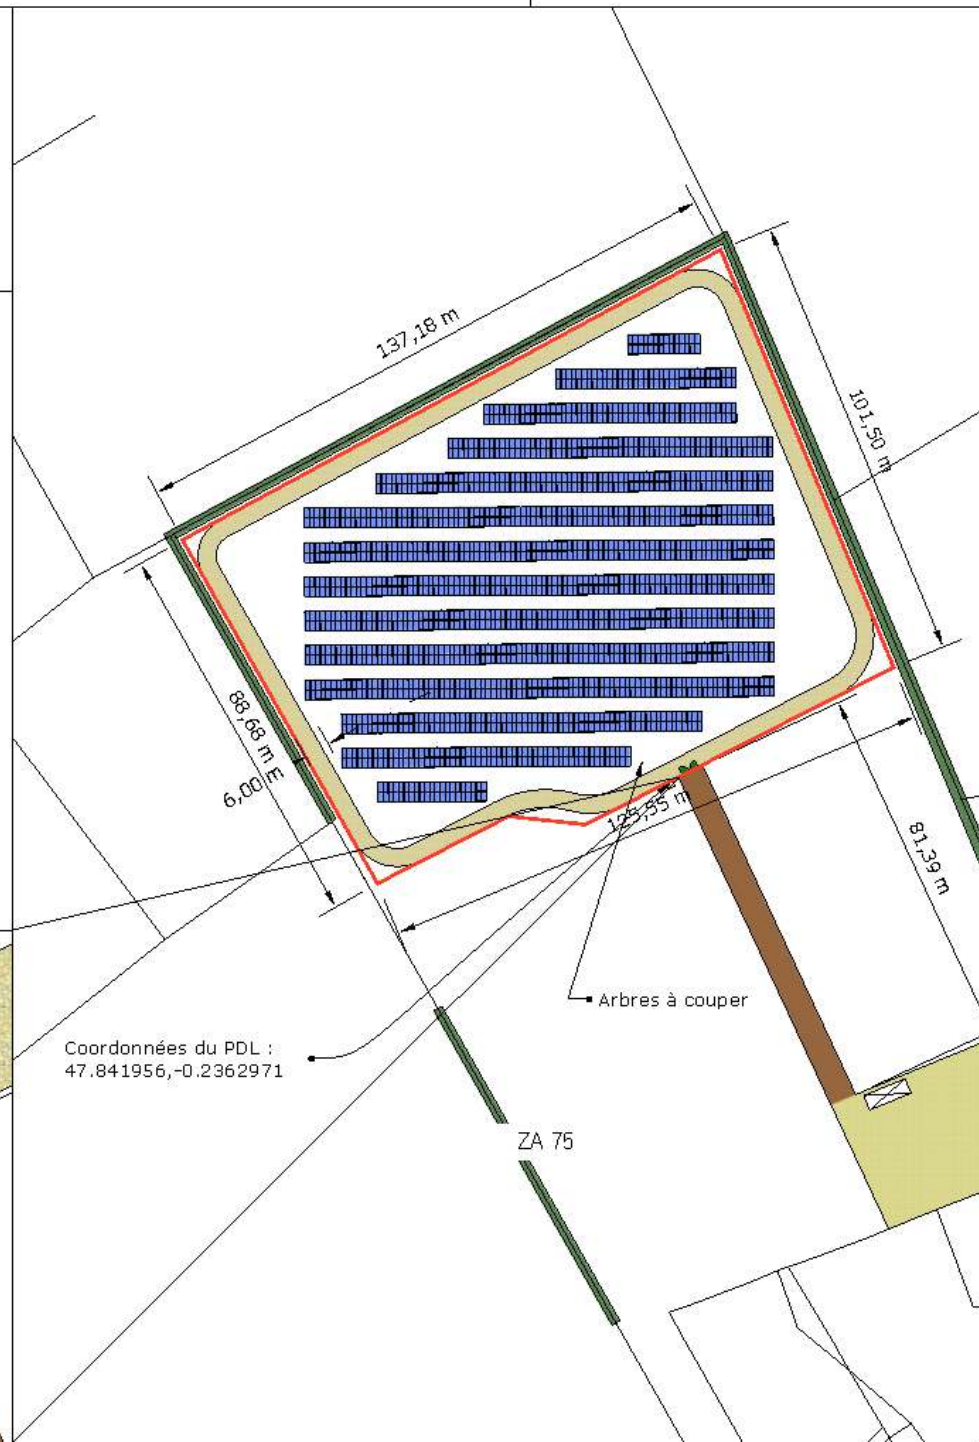 137,18 m
101,50 m
88,68 m
6,00 m
125,55 m
81,39 m
Arbres à couper
Coordonnées du PDL :
47.841956,-0.2362971
ZA 75